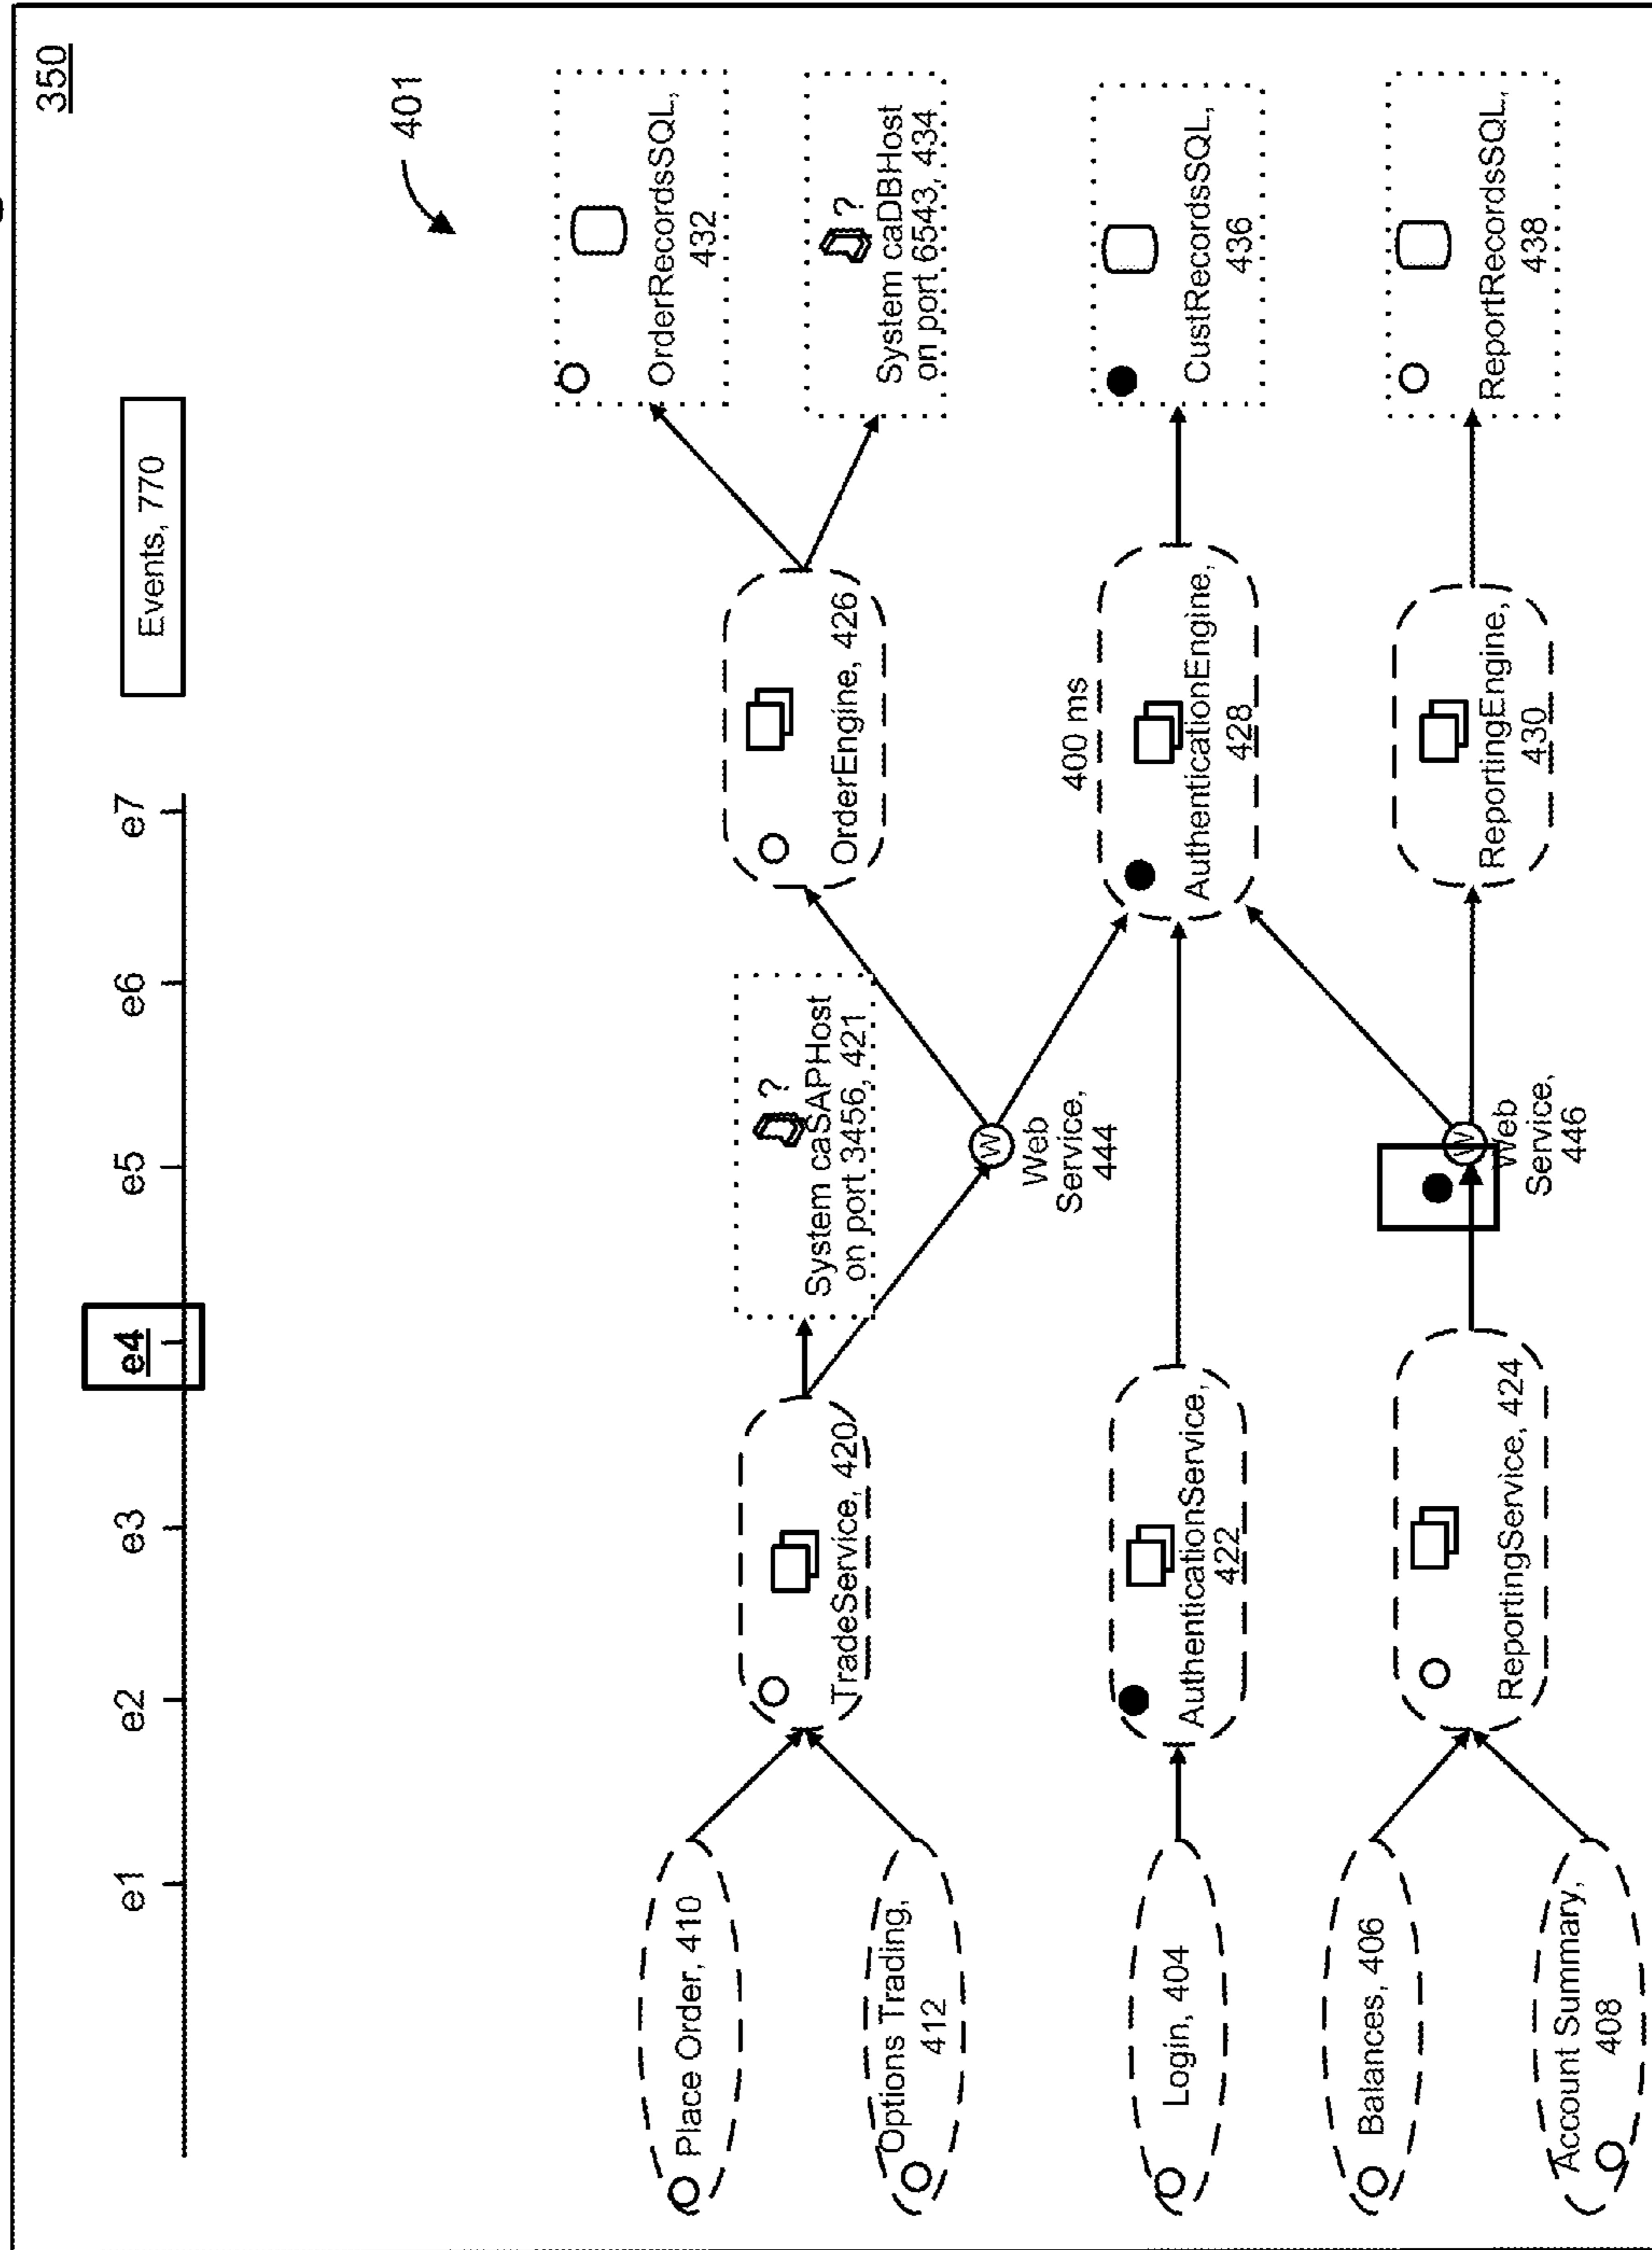 350
Events, 770
e1
e2
e3
e4
e5
e6
e7
401
Place Order, 410
Options Trading,
412
Login, 404
Balances, 406
Account Summary,
408
TradeService, 420
AuthenticationService,
422
ReportingService, 424
?
System caSAPHost
on port 3456, 421
W
Web
Service,
444
W
Web
Service,
446
OrderEngine, 426
400 ms
AuthenticationEngine,
428
ReportingEngine,
430
OrderRecordsSQL,
432
?
System caDBHost
on port 6543, 434
CustRecordsSQL,
436
ReportRecordsSQL,
438